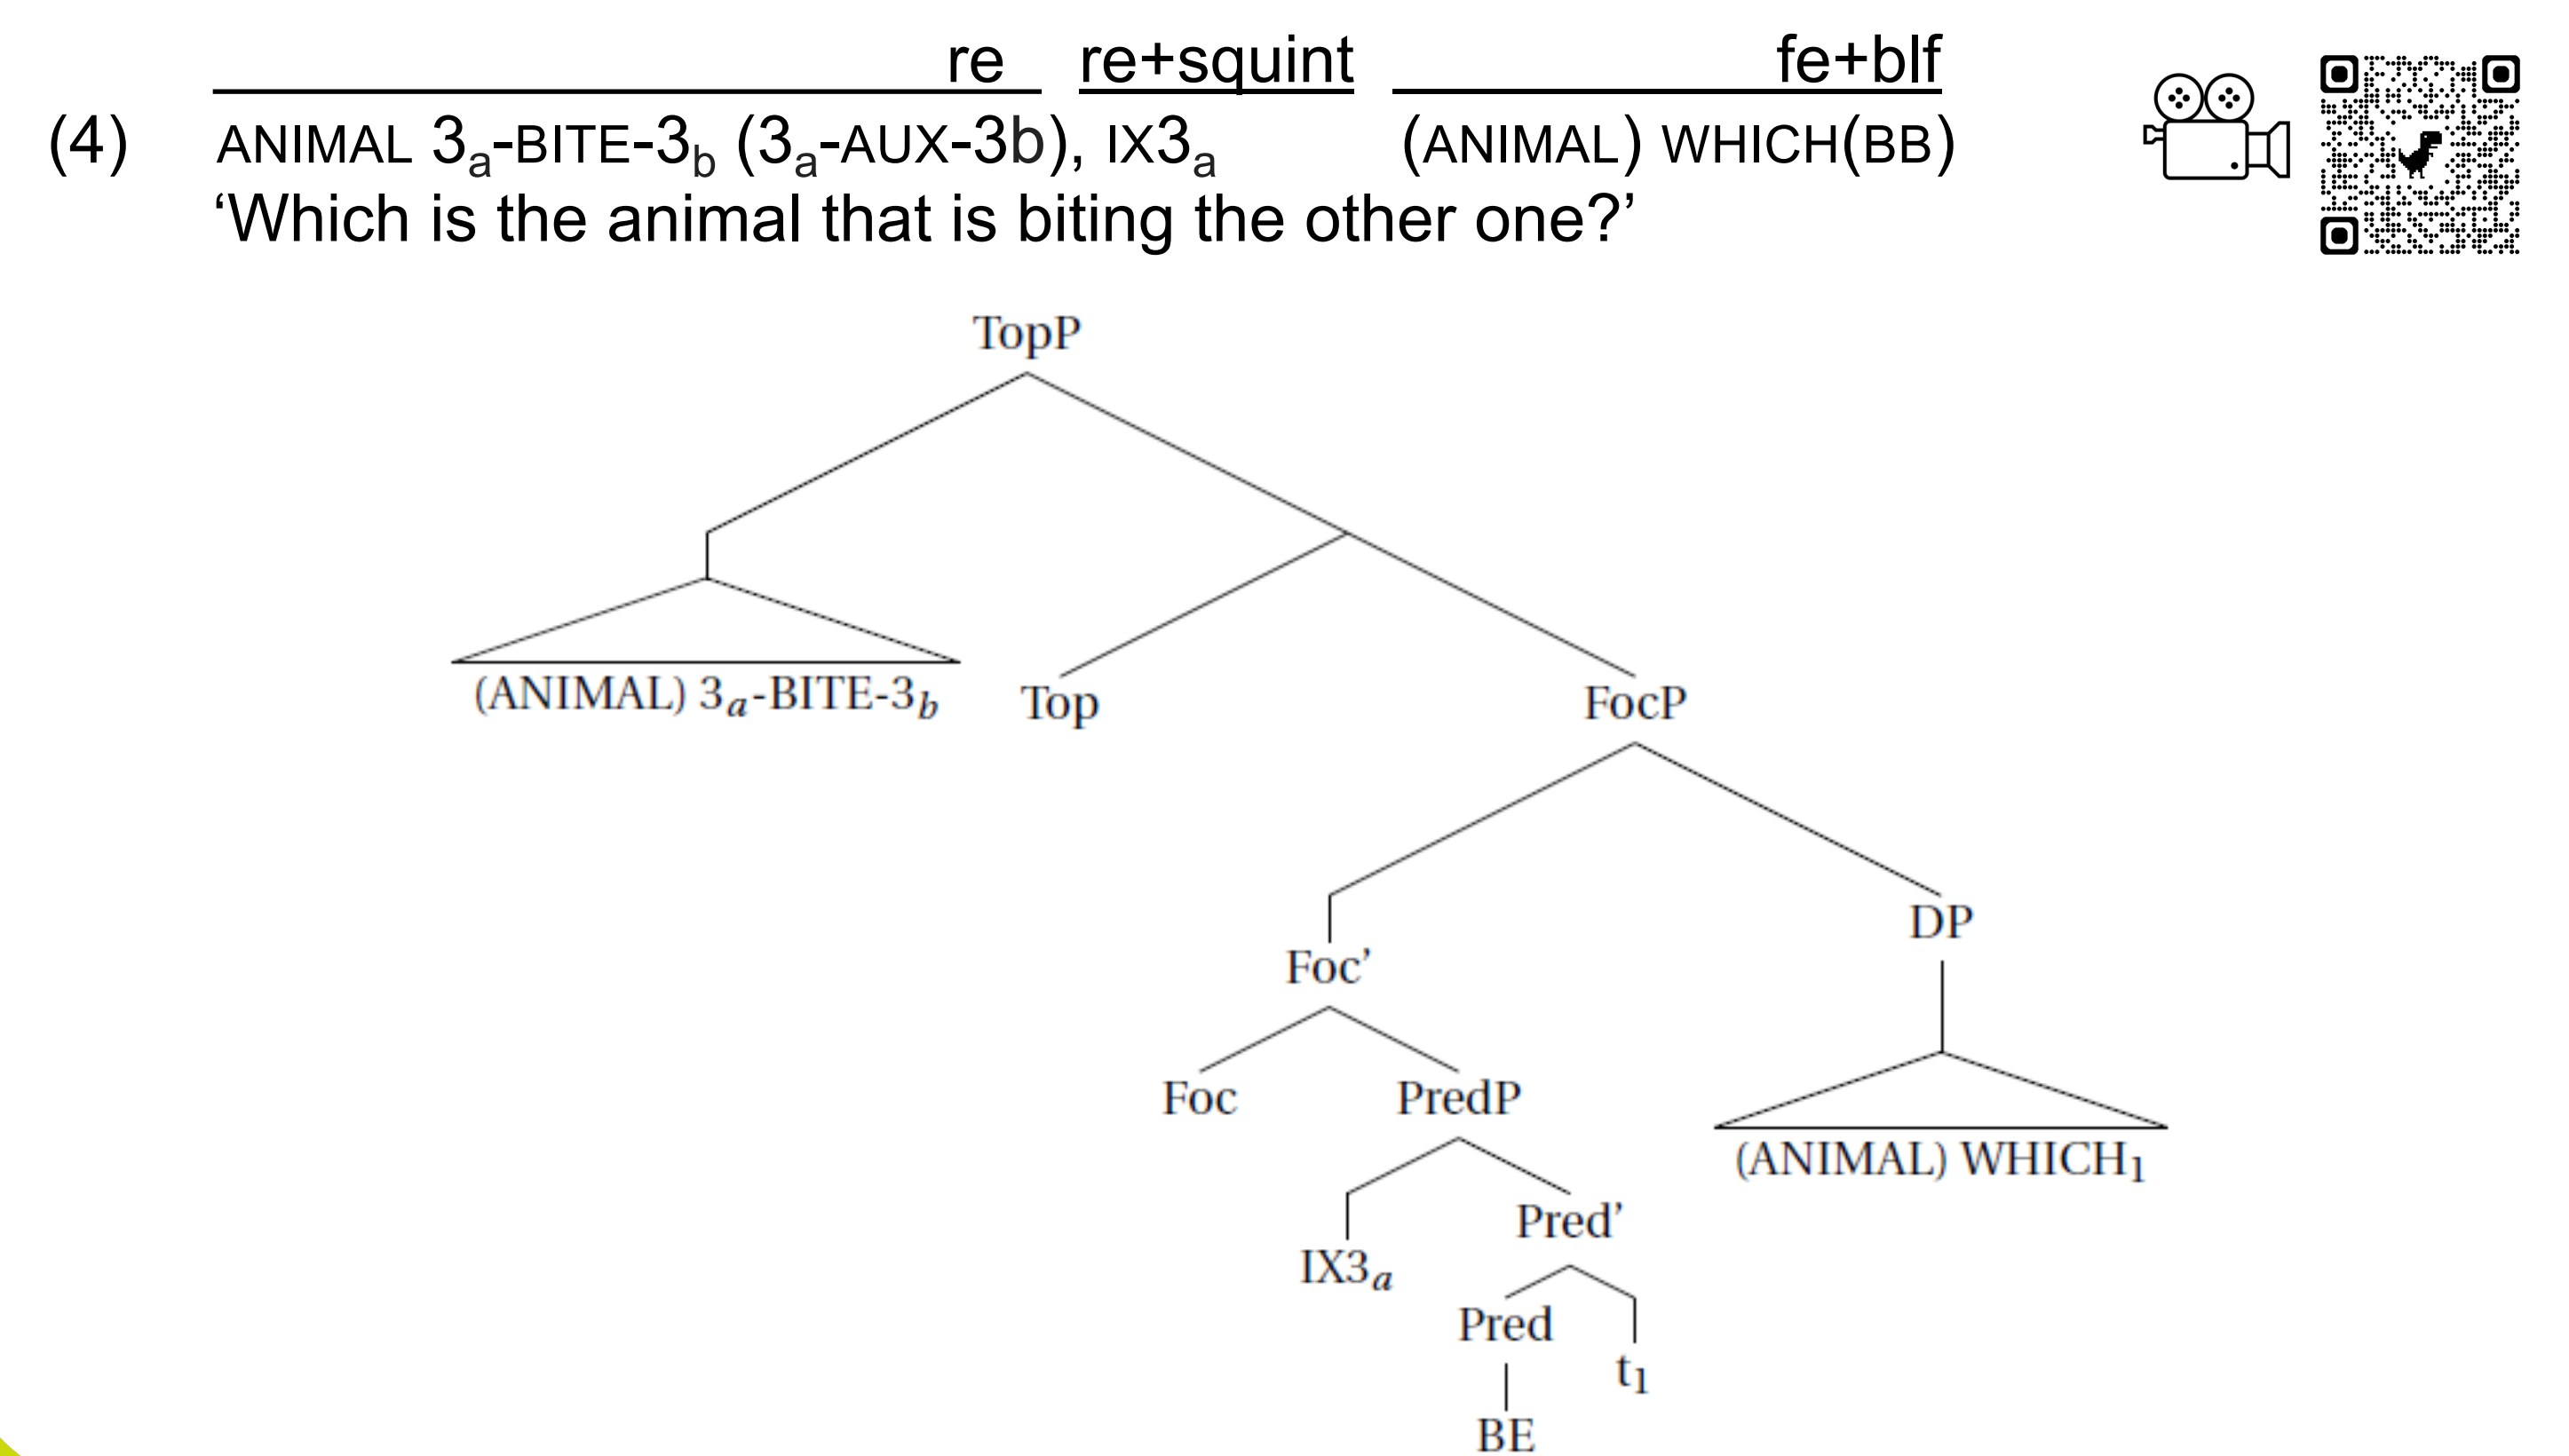 re re+squint fe+blf
(4) ANIMAL 3a-BITE-3b (3a-AUX-3b), IX3a (ANIMAL) WHICH(BB)
‘Which is the animal that is biting the other one?’
TopP
(ANIMAL) 3a-BITE-3b Top FocP
DP
Foc’
Foc PredP
(ANIMAL) WHICH1
Pred’
IX3a
Pred
t1
BE